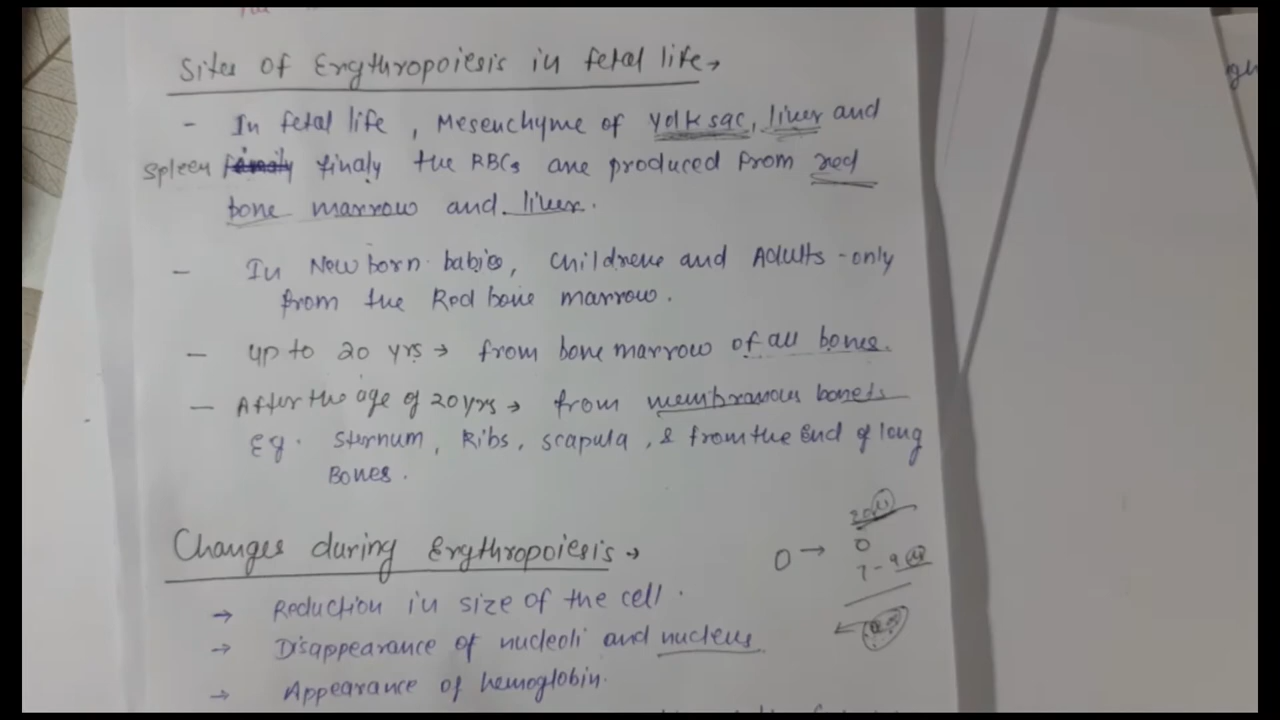 Sites of Erythropoiesis in fetal life →
- In fetal life, Mesenchyme of yolk sac, liver and
spleen finaly the RBCs are produced from red
bone marrow and liver.
- In New born babies, childrens and Adults - only
from the Red bone marrow.
- up to 20 yrs → from bone marrow of all bones.
- After the age of 20 yrs → from membranous bones
Eg. Sternum, Ribs, scapula, & from the End of long
Bones.
Changes during Erythropoiesis →
→ Reduction in size of the cell.
→ Disappearance of nucleoli and nucleus
→ Appearance of hemoglobin.